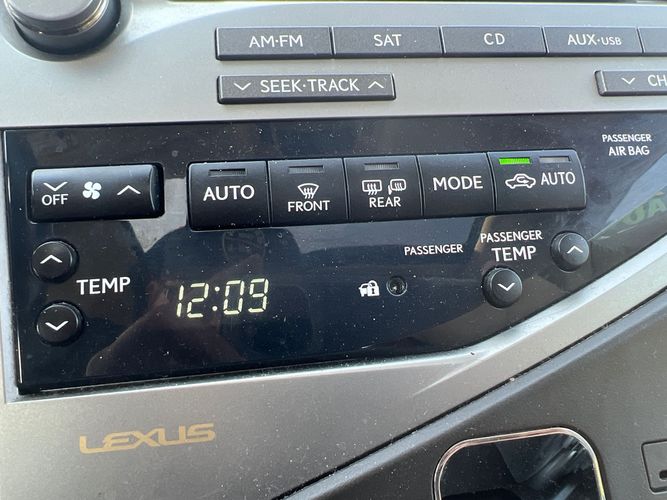 AM·FM SAT CD AUX·USB
SEEK·TRACK CH
PASSENGER
AIR BAG
OFF AUTO FRONT REAR MODE AUTO
PASSENGER PASSENGER
TEMP TEMP
12:09
LEXUS